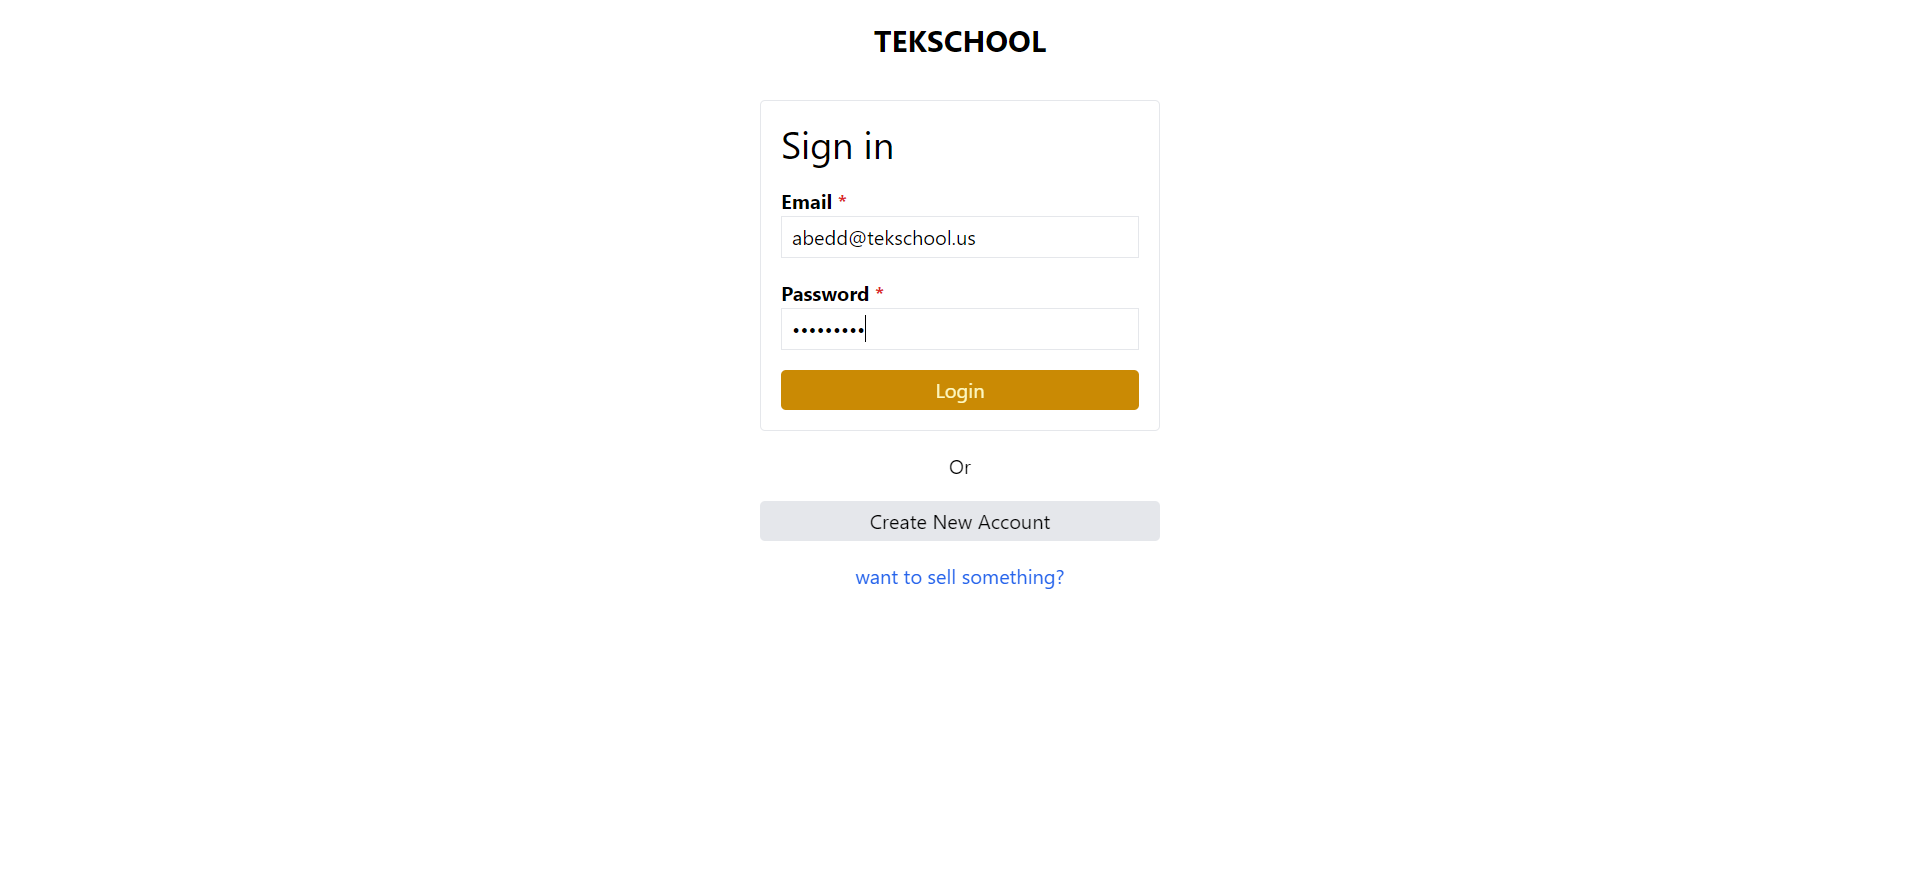 TEKSCHOOL
Sign in
Email *
abedd@tekschool.us
Password *
•••••••••
Login
Or
Create New Account
want to sell something?